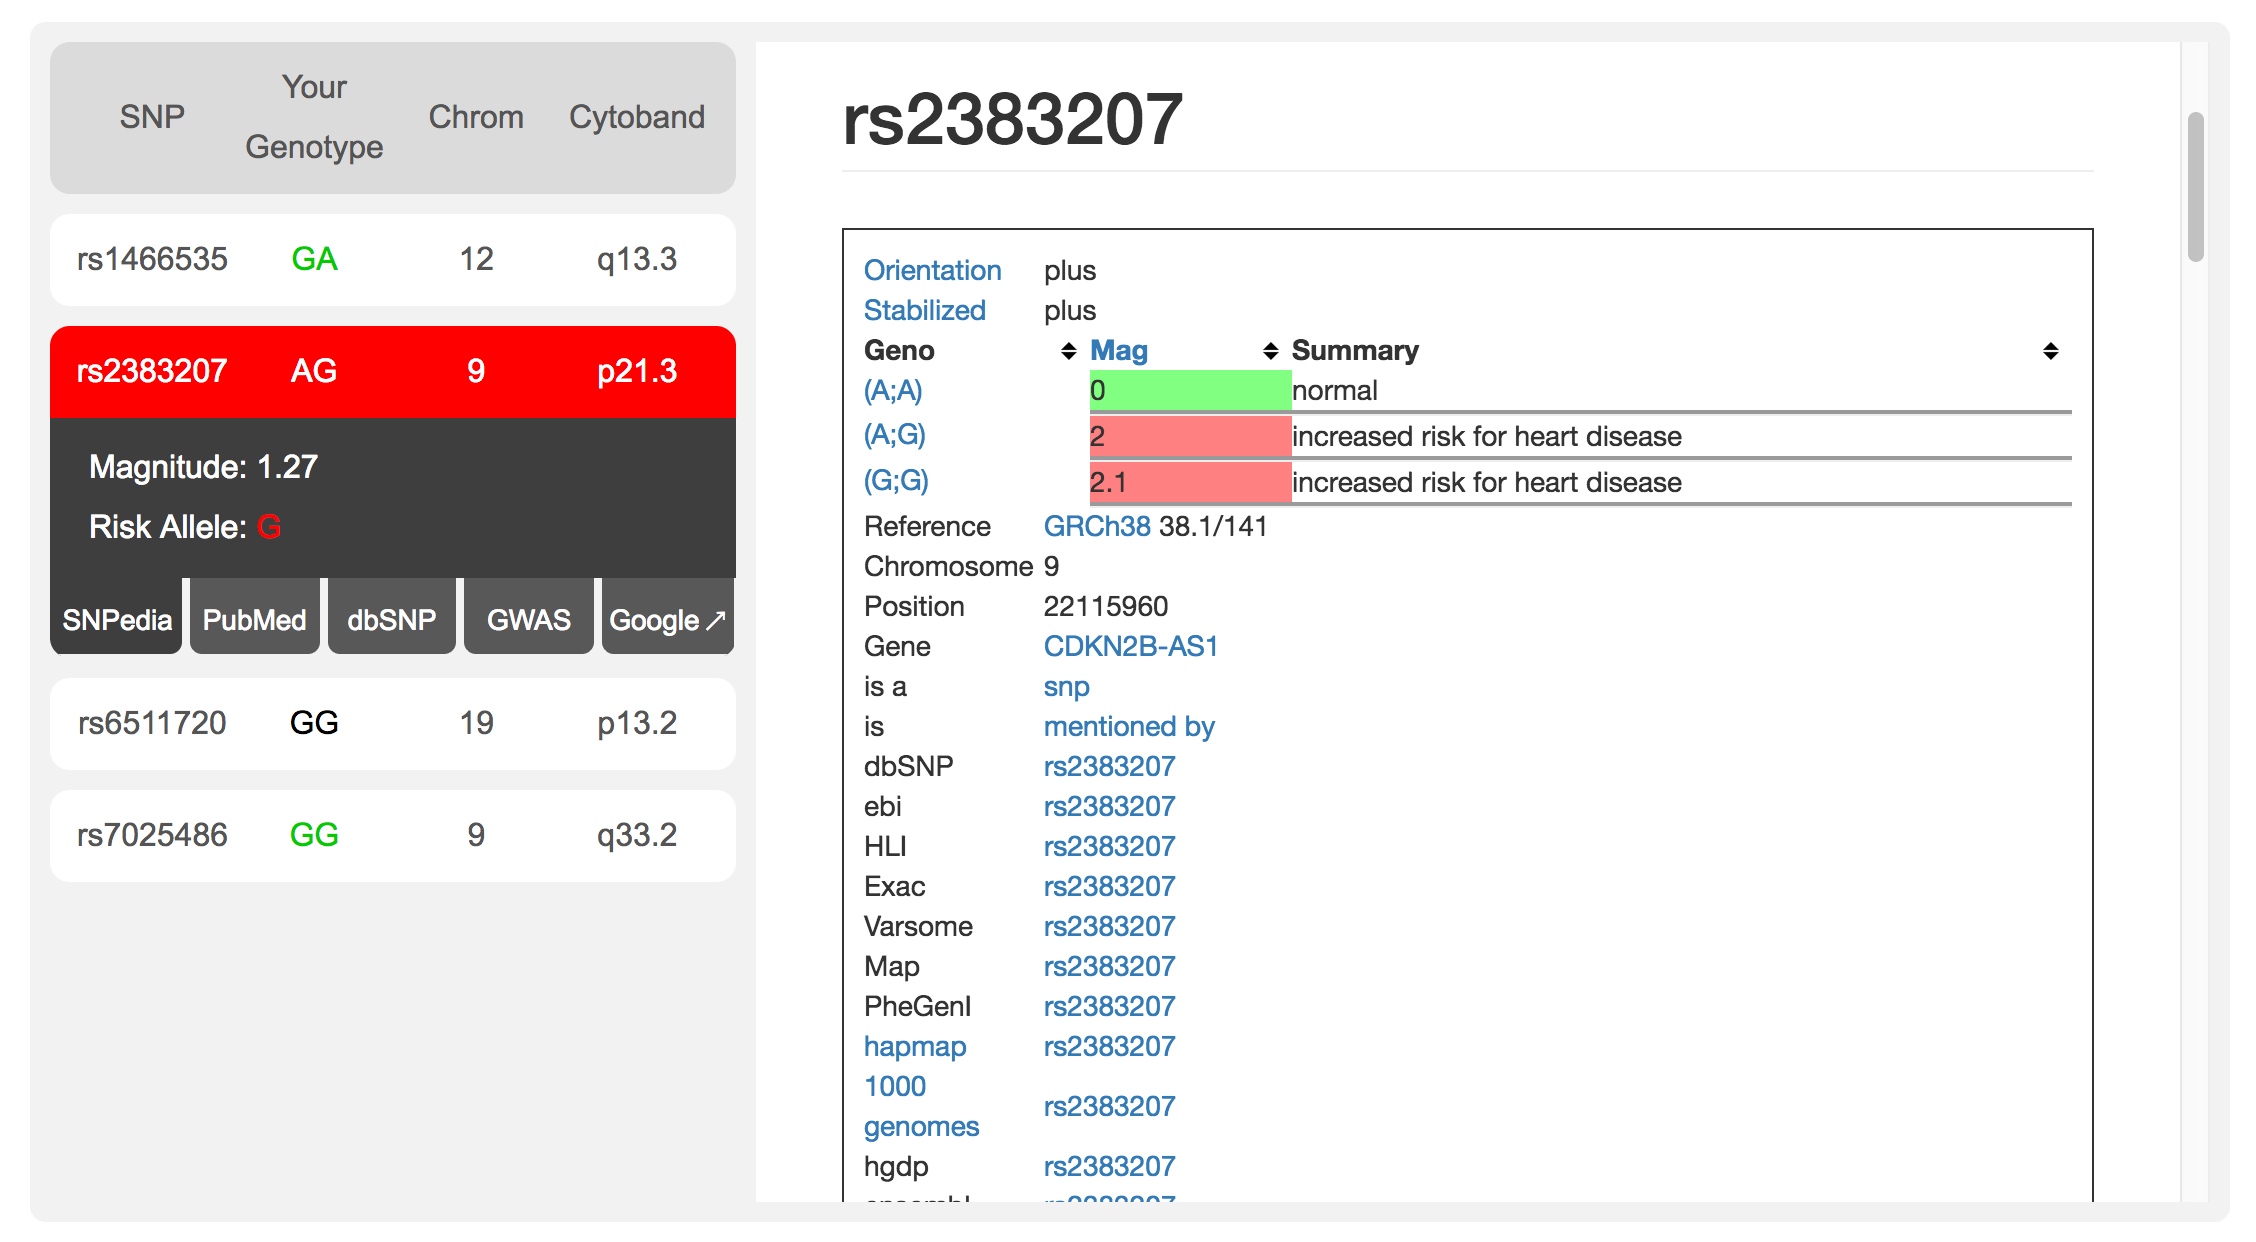 SNP Your Genotype Chrom Cytoband
rs1466535 GA 12 q13.3
rs2383207 AG 9 p21.3
Magnitude: 1.27
Risk Allele: G
SNPedia PubMed dbSNP GWAS Google ↗
rs6511720 GG 19 p13.2
rs7025486 GG 9 q33.2
rs2383207
Orientation plus
Stabilized plus
Geno Mag Summary
(A;A) 0 normal
(A;G) 2 increased risk for heart disease
(G;G) 2.1 increased risk for heart disease
Reference GRCh38 38.1/141
Chromosome 9
Position 22115960
Gene CDKN2B-AS1
is a snp
is mentioned by
dbSNP rs2383207
ebi rs2383207
HLI rs2383207
Exac rs2383207
Varsome rs2383207
Map rs2383207
PheGenI rs2383207
hapmap rs2383207
1000 genomes rs2383207
hgdp rs2383207